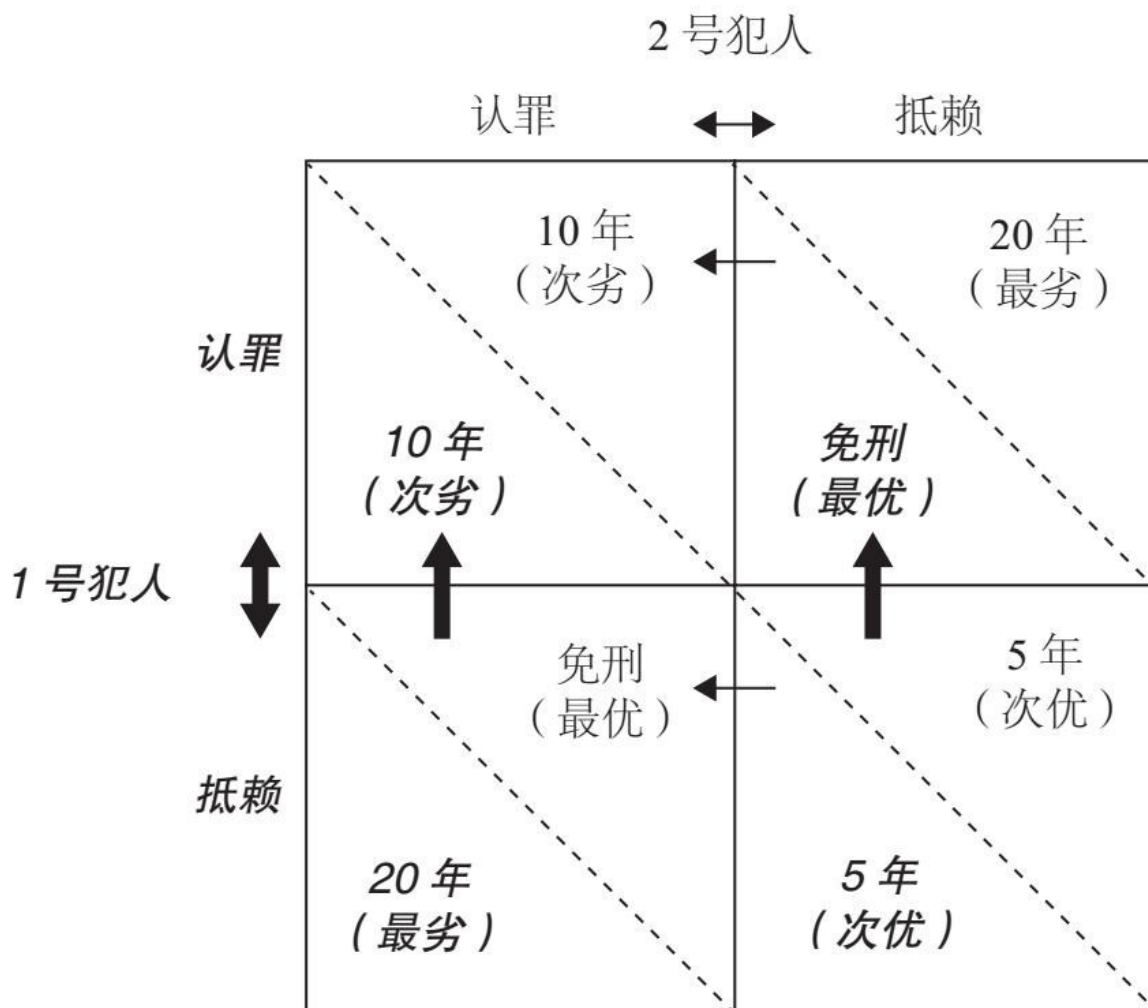 2 号犯人
认罪
抵赖
10 年
（次劣）
20 年
（最劣）
认罪
10 年
（次劣）
免刑
（最优）
1 号犯人
免刑
（最优）
5 年
（次优）
抵赖
20 年
（最劣）
5 年
（次优）